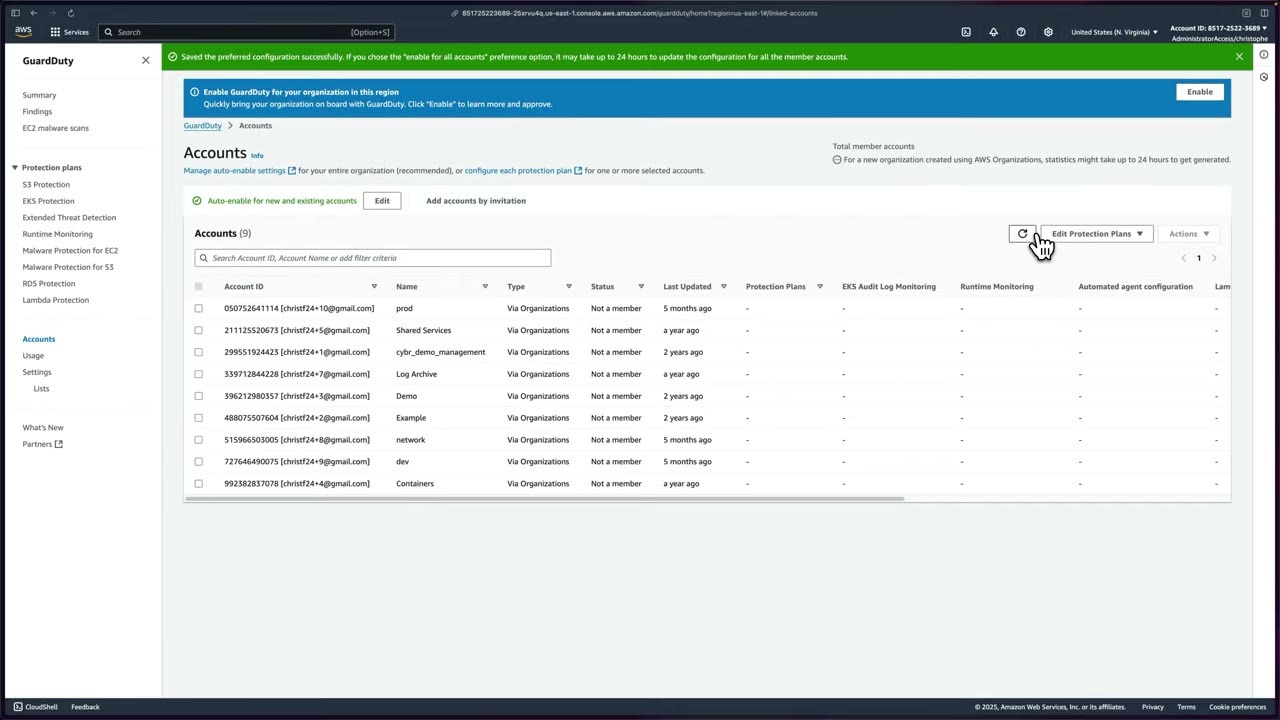 851725223689-25xrvu4q.us-east-1.console.aws.amazon.com/guardduty/home?region=us-east-1#/linked-accounts
aws Services Search [Option+S] United States (N. Virginia) Account ID: 8517-2522-3689
AdministratorAccess/christophe
GuardDuty
Summary
Findings
EC2 malware scans
Protection plans
S3 Protection
EKS Protection
Extended Threat Detection
Runtime Monitoring
Malware Protection for EC2
Malware Protection for S3
RDS Protection
Lambda Protection
Accounts
Usage
Settings
Lists
What's New
Partners
Saved the preferred configuration successfully. If you chose the "enable for all accounts" preference option, it may take up to 24 hours to update the configuration for all the member accounts.
Enable GuardDuty for your organization in this region
Quickly bring your organization on board with GuardDuty. Click "Enable" to learn more and approve.
Enable
GuardDuty > Accounts
Accounts Info
Total member accounts
For a new organization created using AWS Organizations, statistics might take up to 24 hours to get generated.
Manage auto-enable settings for your entire organization (recommended), or configure each protection plan for one or more selected accounts.
Auto-enable for new and existing accounts Edit Add accounts by invitation
Accounts (9) Edit Protection Plans Actions
Search Account ID, Account Name or add filter criteria 1
Account ID Name Type Status Last Updated Protection Plans EKS Audit Log Monitoring Runtime Monitoring Automated agent configuration Lam
050752641114 [christf24+10@gmail.com] prod Via Organizations Not a member 5 months ago - - - - -
211125520673 [christf24+5@gmail.com] Shared Services Via Organizations Not a member a year ago - - - - -
299551924423 [christf24+1@gmail.com] cybr_demo_management Via Organizations Not a member 2 years ago - - - - -
339712844228 [christf24+7@gmail.com] Log Archive Via Organizations Not a member a year ago - - - - -
396212980357 [christf24+3@gmail.com] Demo Via Organizations Not a member 2 years ago - - - - -
488075507604 [christf24+2@gmail.com] Example Via Organizations Not a member 2 years ago - - - - -
515966503005 [christf24+8@gmail.com] network Via Organizations Not a member 5 months ago - - - - -
727646490075 [christf24+9@gmail.com] dev Via Organizations Not a member 5 months ago - - - - -
992382837078 [christf24+4@gmail.com] Containers Via Organizations Not a member a year ago - - - - -
CloudShell Feedback © 2025, Amazon Web Services, Inc. or its affiliates. Privacy Terms Cookie preferences